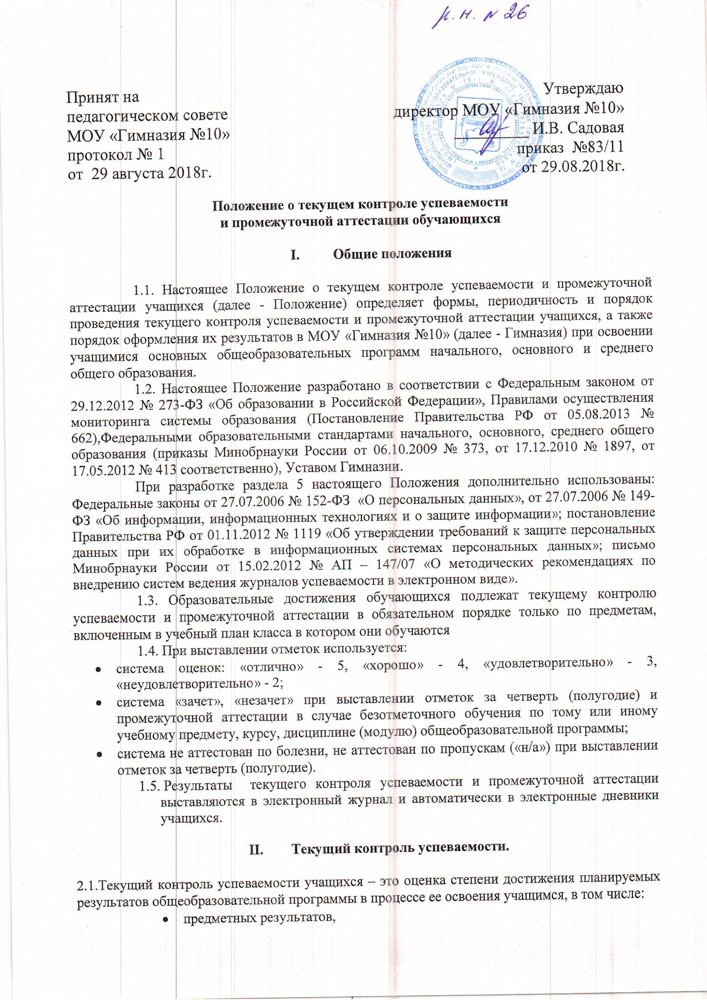 р.н. № 26
Принят на
педагогическом совете
МОУ «Гимназия №10»
протокол № 1
от 29 августа 2018г.
Утверждаю
директор МОУ «Гимназия №10»
__________ И.В. Садовая
приказ №83/11
от 29.08.2018г.
Положение о текущем контроле успеваемости
и промежуточной аттестации обучающихся
I. Общие положения
1.1. Настоящее Положение о текущем контроле успеваемости и промежуточной
аттестации учащихся (далее - Положение) определяет формы, периодичность и порядок
проведения текущего контроля успеваемости и промежуточной аттестации учащихся, а также
порядок оформления их результатов в МОУ «Гимназия №10» (далее - Гимназия) при освоении
учащимися основных общеобразовательных программ начального, основного и среднего
общего образования.
1.2. Настоящее Положение разработано в соответствии с Федеральным законом от
29.12.2012 № 273-ФЗ «Об образовании в Российской Федерации», Правилами осуществления
мониторинга системы образования (Постановление Правительства РФ от 05.08.2013 №
662),Федеральными образовательными стандартами начального, основного, среднего общего
образования (приказы Минобрнауки России от 06.10.2009 № 373, от 17.12.2010 № 1897, от
17.05.2012 № 413 соответственно), Уставом Гимназии.
При разработке раздела 5 настоящего Положения дополнительно использованы:
Федеральные законы от 27.07.2006 № 152-ФЗ «О персональных данных», от 27.07.2006 № 149-
ФЗ «Об информации, информационных технологиях и о защите информации»; постановление
Правительства РФ от 01.11.2012 № 1119 «Об утверждении требований к защите персональных
данных при их обработке в информационных системах персональных данных»; письмо
Минобрнауки России от 15.02.2012 № АП – 147/07 «О методических рекомендациях по
внедрению систем ведения журналов успеваемости в электронном виде».
1.3. Образовательные достижения обучающихся подлежат текущему контролю
успеваемости и промежуточной аттестации в обязательном порядке только по предметам,
включенным в учебный план класса в котором они обучаются
1.4. При выставлении отметок используется:
• система оценок: «отлично» - 5, «хорошо» - 4, «удовлетворительно» - 3,
«неудовлетворительно» - 2;
• система «зачет», «незачет» при выставлении отметок за четверть (полугодие) и
промежуточной аттестации в случае безотметочного обучения по тому или иному
учебному предмету, курсу, дисциплине (модулю) общеобразовательной программы;
• система не аттестован по болезни, не аттестован по пропускам («н/а») при выставлении
отметок за четверть (полугодие).
1.5. Результаты текущего контроля успеваемости и промежуточной аттестации
выставляются в электронный журнал и автоматически в электронные дневники
учащихся.
II. Текущий контроль успеваемости.
2.1.Текущий контроль успеваемости учащихся – это оценка степени достижения планируемых
результатов общеобразовательной программы в процессе ее освоения учащимся, в том числе:
• предметных результатов,